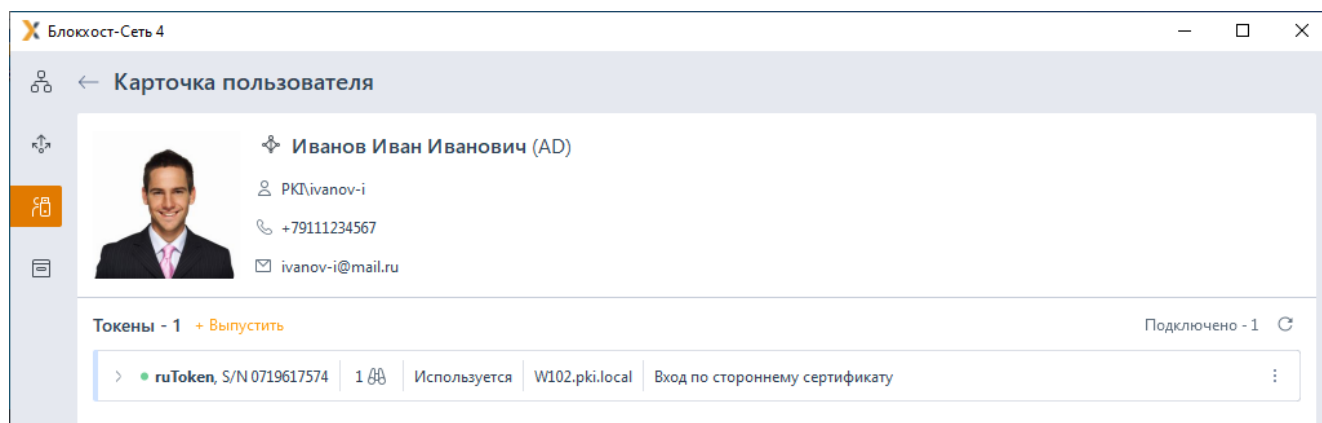 Блокхост-Сеть 4
Карточка пользователя
Иванов Иван Иванович (AD)
PKI\ivanov-i
+79111234567
ivanov-i@mail.ru
Токены - 1 + Выпустить Подключено - 1
ruToken, S/N 0719617574 1 Используется W102.pki.local Вход по стороннему сертификату